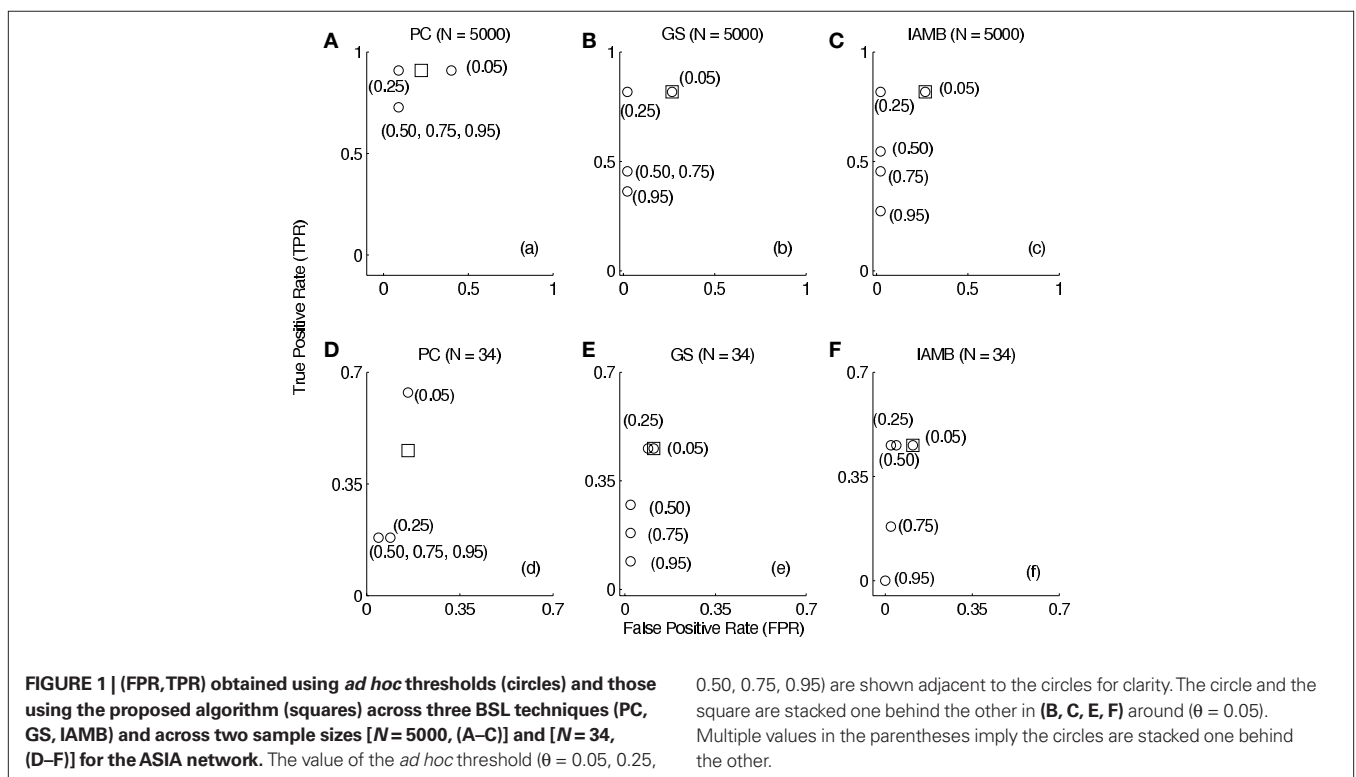 A
PC (N = 5000)
1
(0.05)
(0.25)
(0.50, 0.75, 0.95)
0.5
0
(a)
0
0.5
1
B
GS (N = 5000)
1
(0.05)
(0.25)
0.5
(0.50, 0.75)
(0.95)
0
(b)
0
0.5
1
C
IAMB (N = 5000)
1
(0.05)
(0.25)
(0.50)
0.5
(0.75)
(0.95)
0
(c)
0
0.5
1
True Positive Rate (TPR)
D
PC (N = 34)
0.7
(0.05)
0.35
(0.25)
(0.50, 0.75, 0.95)
(d)
0
0
0.35
0.7
E
GS (N = 34)
0.7
(0.25)
(0.05)
0.35
(0.50)
(0.75)
(0.95)
(e)
0
0
0.35
0.7
False Positive Rate (FPR)
F
IAMB (N = 34)
0.7
(0.25)
(0.05)
(0.50)
0.35
(0.75)
(0.95)
(f)
0
0
0.35
0.7
FIGURE 1 | (FPR, TPR) obtained using ad hoc thresholds (circles) and those
using the proposed algorithm (squares) across three BSL techniques (PC,
GS, IAMB) and across two sample sizes [N = 5000, (A–C)] and [N = 34,
(D–F)] for the ASIA network. The value of the ad hoc threshold (θ = 0.05, 0.25,
0.50, 0.75, 0.95) are shown adjacent to the circles for clarity. The circle and the
square are stacked one behind the other in (B, C, E, F) around (θ = 0.05).
Multiple values in the parentheses imply the circles are stacked one behind
the other.